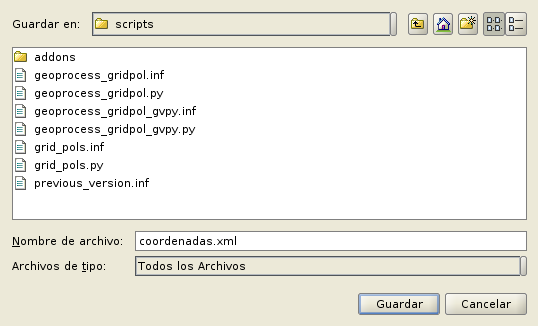 Guardar en: scripts
addons
geoprocess_gridpol.inf
geoprocess_gridpol.py
geoprocess_gridpol_gvpy.inf
geoprocess_gridpol_gvpy.py
grid_pols.inf
grid_pols.py
previous_version.inf
Nombre de archivo: coordenadas.xml
Archivos de tipo: Todos los Archivos
Guardar Cancelar